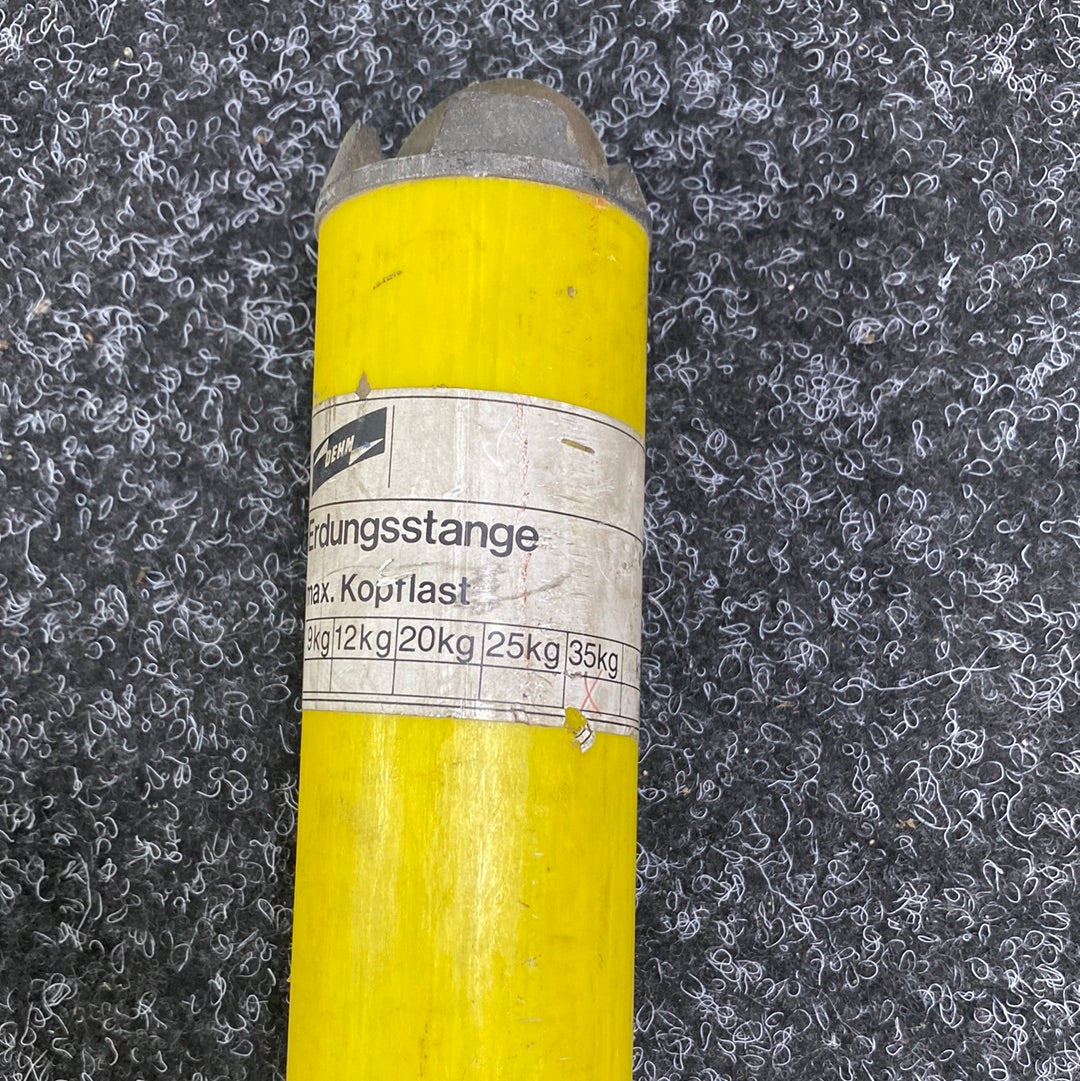 DEHN
Erdungsstange
max. Kopflast
9kg 12kg 20kg 25kg 35kg
X